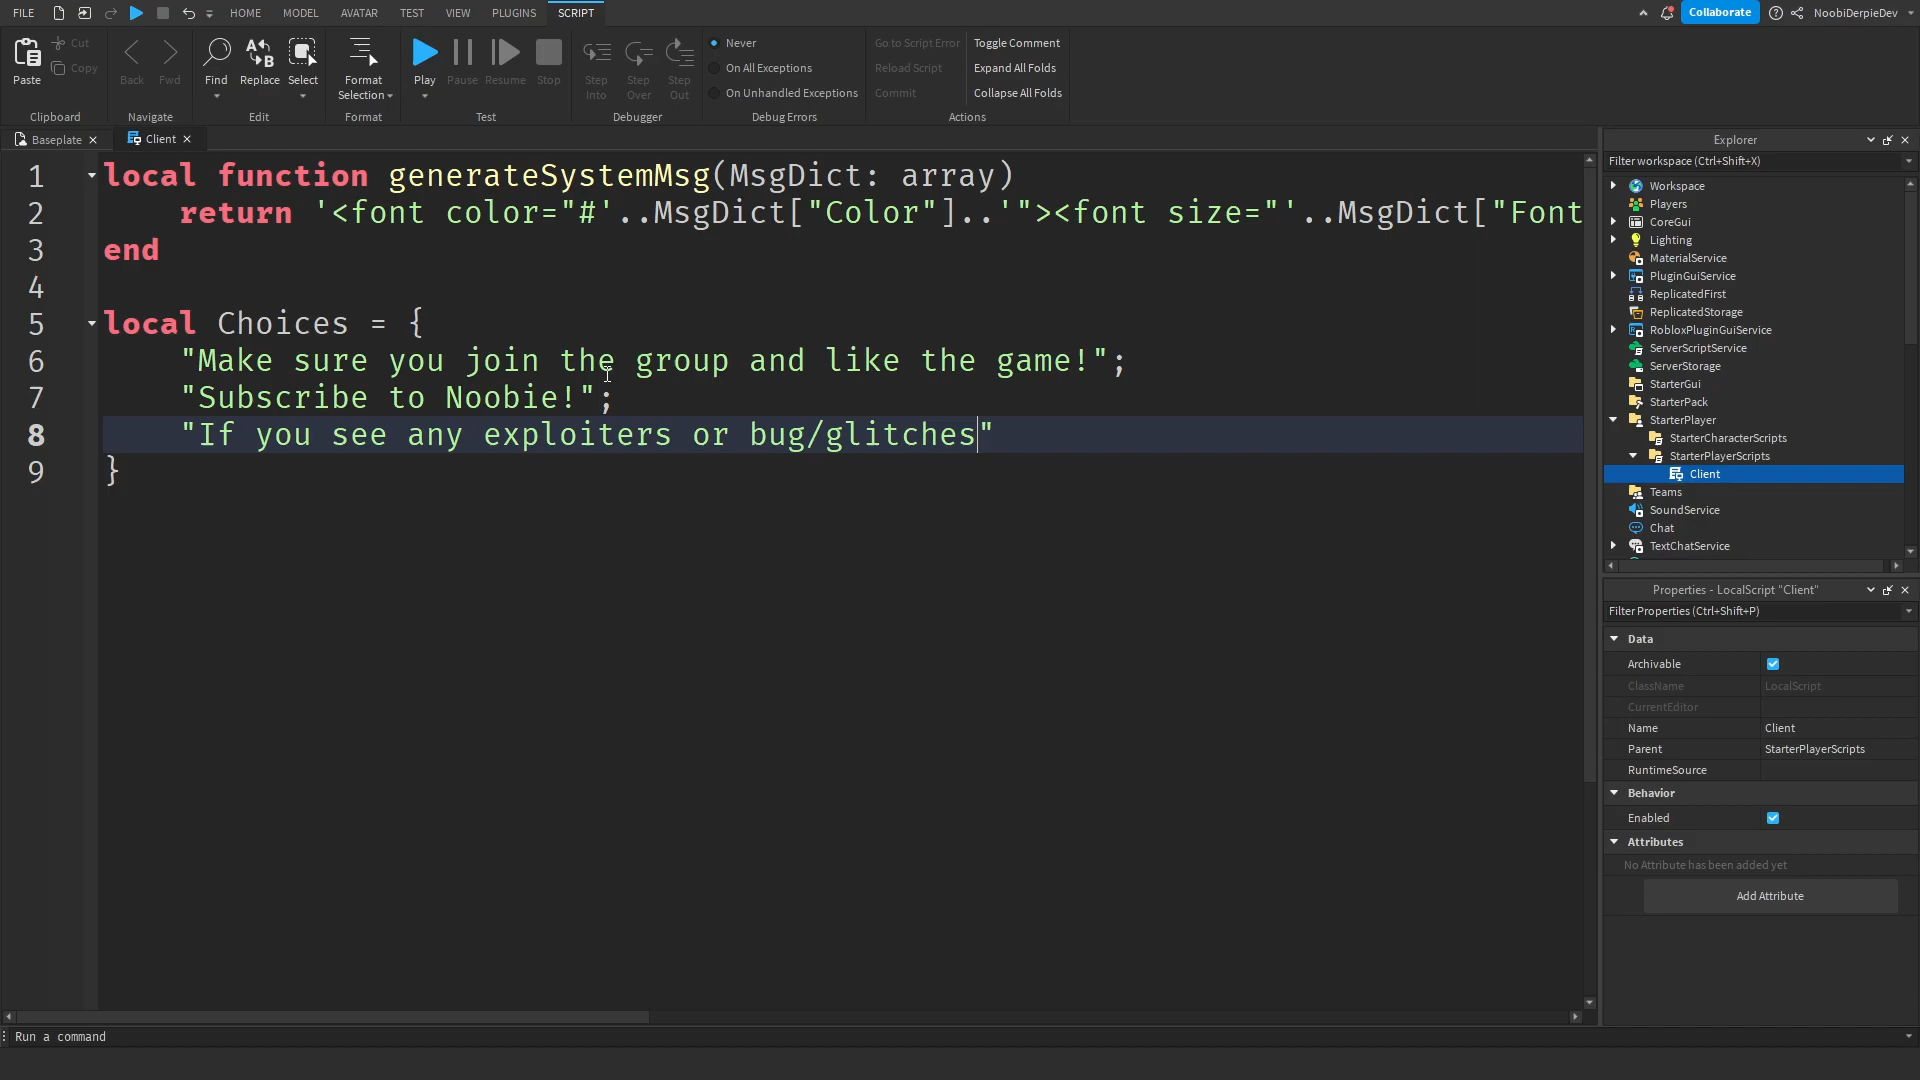 FILE HOME MODEL AVATAR TEST VIEW PLUGINS SCRIPT Collaborate NoobiDerpieDev
Paste Cut Copy
Clipboard
Back Fwd
Navigate
Find Replace Select
Edit
Format Selection
Format
Play Pause Resume Stop
Test
Step Into Step Over Step Out
Debugger
Never
On All Exceptions
On Unhandled Exceptions
Debug Errors
Go to Script Error Toggle Comment
Reload Script Expand All Folds
Commit Collapse All Folds
Actions
Baseplate Client
1 local function generateSystemMsg(MsgDict: array)
2 return '<font color="#'..MsgDict["Color"]..'"><font size="'..MsgDict["Font
3 end
4
5 local Choices = {
6 "Make sure you join the group and like the game!";
7 "Subscribe to Noobie!";
8 "If you see any exploiters or bug/glitches"
9 }
Explorer
Filter workspace (Ctrl+Shift+X)
Workspace
Players
CoreGui
Lighting
MaterialService
PluginGuiService
ReplicatedFirst
ReplicatedStorage
RobloxPluginGuiService
ServerScriptService
ServerStorage
StarterGui
StarterPack
StarterPlayer
StarterCharacterScripts
StarterPlayerScripts
Client
Teams
SoundService
Chat
TextChatService
Properties - LocalScript "Client"
Filter Properties (Ctrl+Shift+P)
Data
Archivable
ClassName LocalScript
CurrentEditor
Name Client
Parent StarterPlayerScripts
RuntimeSource
Behavior
Enabled
Attributes
No Attribute has been added yet
Add Attribute
Run a command